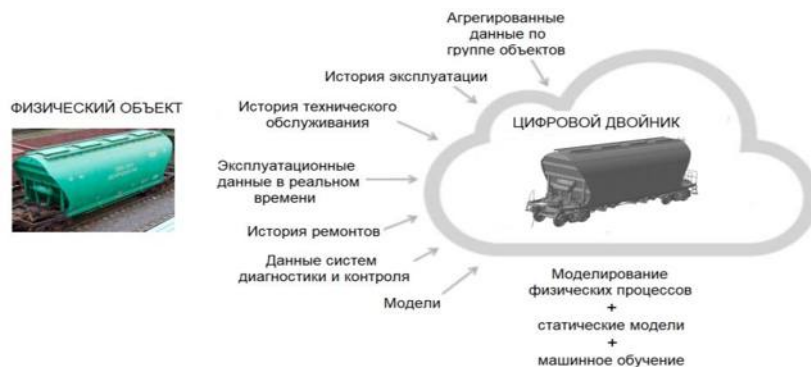 Агрегированные
данные по
группе объектов
История эксплуатации
ФИЗИЧЕСКИЙ ОБЪЕКТ
История технического
обслуживания
ЦИФРОВОЙ ДВОЙНИК
Эксплуатационные
данные в реальном
времени
История ремонтов
Данные систем
диагностики и контроля
Модели
Моделирование
физических процессов
+
статические модели
+
машинное обучение